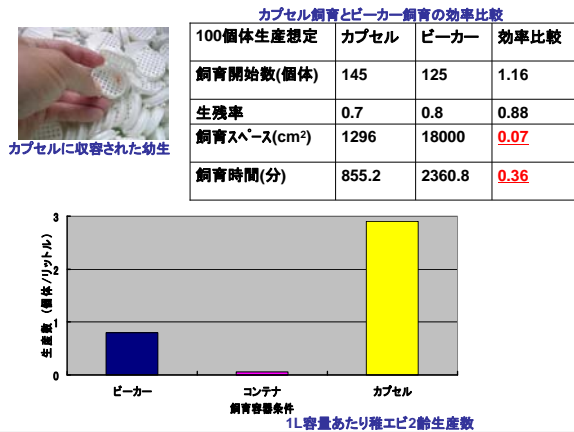 カプセル飼育とビーカー飼育の効率比較
100個体生産想定 カプセル ビーカー 効率比較
飼育開始数(個体) 145 125 1.16
生残率 0.7 0.8 0.88
飼育スペース(cm²) 1296 18000 0.07
飼育時間(分) 855.2 2360.8 0.36
カプセルに収容された幼生
生産数(個体/リットル)
3
2
1
0
ビーカー コンテナ カプセル
飼育容器条件
1L容量あたり稚エビ2齢生産数